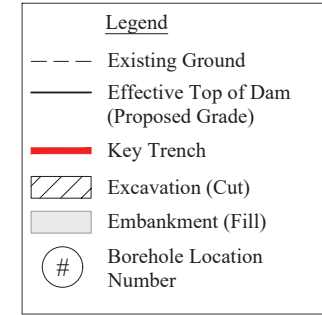 Legend
Existing Ground
Effective Top of Dam
(Proposed Grade)
Key Trench
Excavation (Cut)
Embankment (Fill)
# Borehole Location
Number